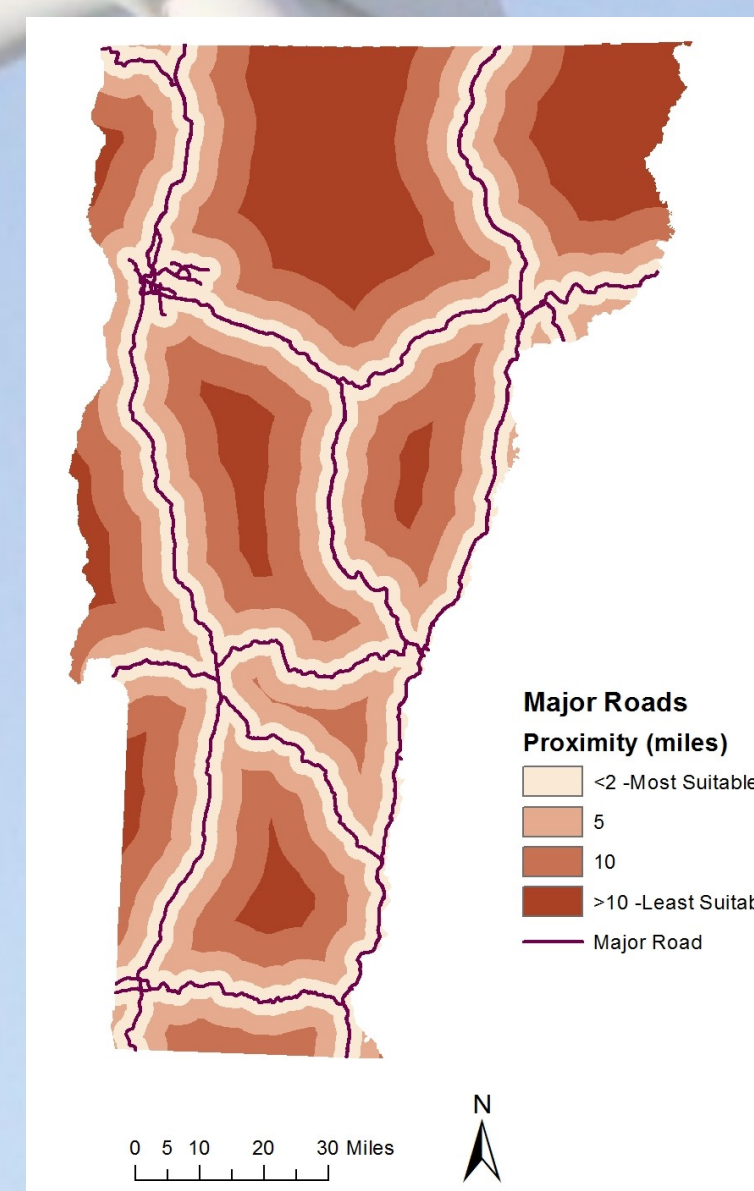 Major Roads
Proximity (miles)
<2 -Most Suitable
5
10
>10 -Least Suitab
Major Road
N
0 5 10 20 30 Miles